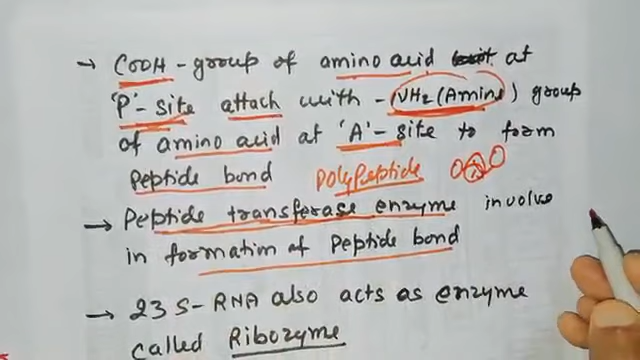 → COOH-group of amino acid at
'P'-site attach with - NH2 (Amine) group
of amino acid at 'A'-site to form
Peptide bond Polypeptide
→ Peptide transferase enzyme involve
in formation of Peptide bond
→ 23 S-RNA also acts as enzyme
called Ribozyme